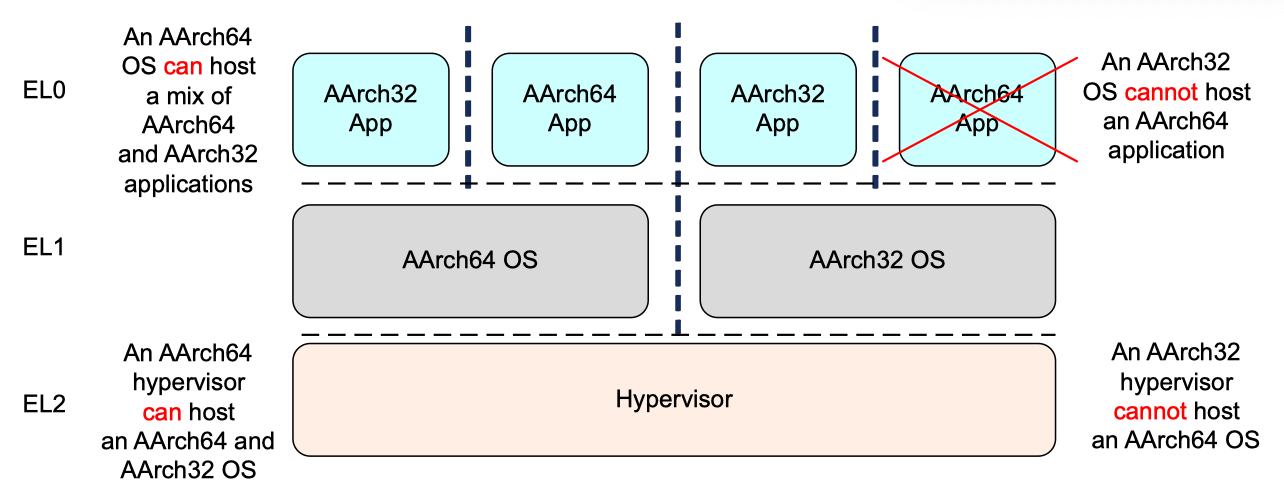 An AArch64
OS can host
a mix of
AArch64
and AArch32
applications
EL0
AArch32
App
AArch64
App
AArch32
App
AArch64
App
An AArch32
OS cannot host
an AArch64
application
EL1
AArch64 OS
AArch32 OS
An AArch64
hypervisor
can host
an AArch64 and
AArch32 OS
EL2
Hypervisor
An AArch32
hypervisor
cannot host
an AArch64 OS